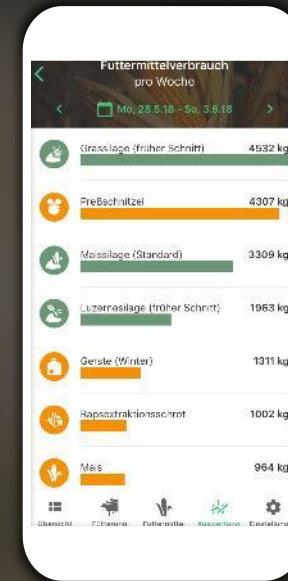 Futtermittelverbrauch
pro Woche
Mo, 28.5.18 - So, 3.6.18
Grassilage (früher Schnitt) 4532 kg
Preßschnitzel 4307 kg
Maissilage (Standard) 3309 kg
Luzernesilage (früher Schnitt) 1963 kg
Gerste (Winter) 1311 kg
Rapsextraktionsschrot 1002 kg
Mais 964 kg
Übersicht Fütterung Futtermittel Auswertung Einstellung